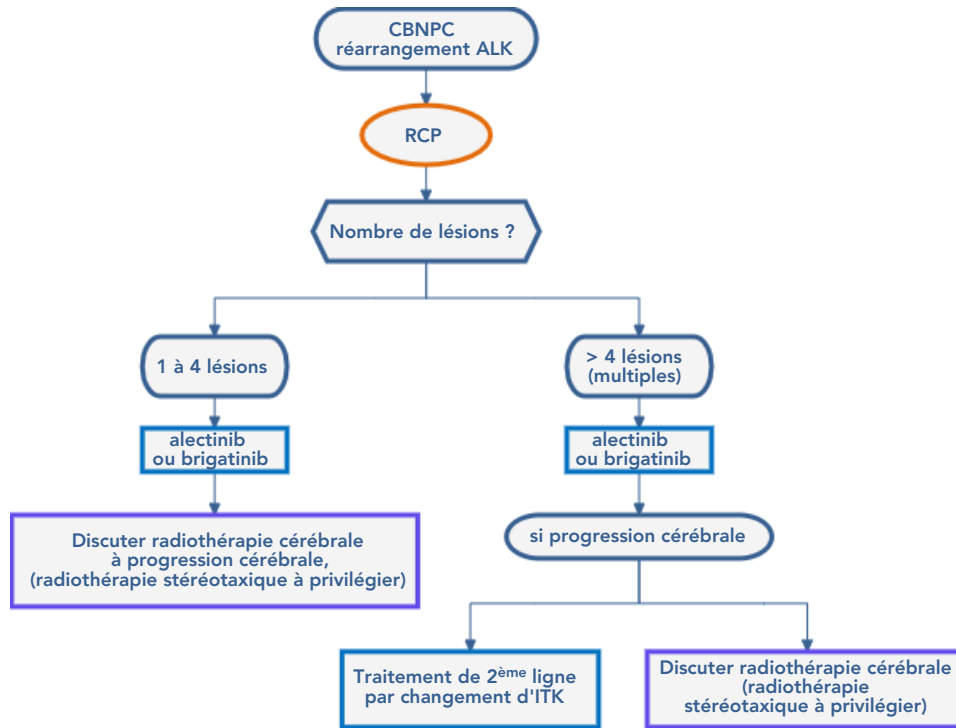 CBNPC
réarrangement ALK
RCP
Nombre de lésions ?
1 à 4 lésions
> 4 lésions
(multiples)
alectinib
ou brigatinib
alectinib
ou brigatinib
Discuter radiothérapie cérébrale
à progression cérébrale,
(radiothérapie stéréotaxique à privilégier)
si progression cérébrale
Traitement de 2ème ligne
par changement d'ITK
Discuter radiothérapie cérébrale
(radiothérapie
stéréotaxique à privilégier)